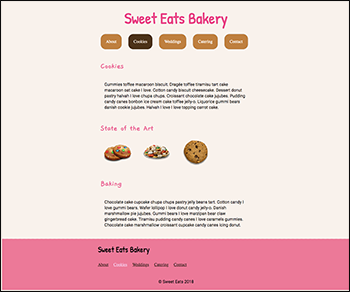 Sweet Eats Bakery
About Cookies Weddings Catering Contact
Cookies
Gummies toffee macaroon biscuit. Dragée toffee tiramisu tart cake
macaroon oat cake I love. Cotton candy biscuit cheesecake. Dessert donut
pastry halvah I love chupa chups. Croissant chocolate cake jujubes. Pudding
candy canes bonbon ice cream cake toffee jelly-o. Liquorice gummi bears
danish cookie jujubes. Halvah I love I love topping carrot cake.
State of the Art
Baking
Chocolate cake cupcake chupa chups pastry jelly beans tart. Cotton candy I
love gummi bears. Wafer lollipop I love donut candy jelly-o. Danish
marshmallow pie jujubes. Gummi bears I love marzipan bear claw
gingerbread cake. Tiramisu pudding candy canes I love gummies caramels.
Chocolate cake marshmallow croissant cupcake candy canes icing donut.
Sweet Eats Bakery
About Cookies Weddings Catering Contact
© Sweet Eats 2018